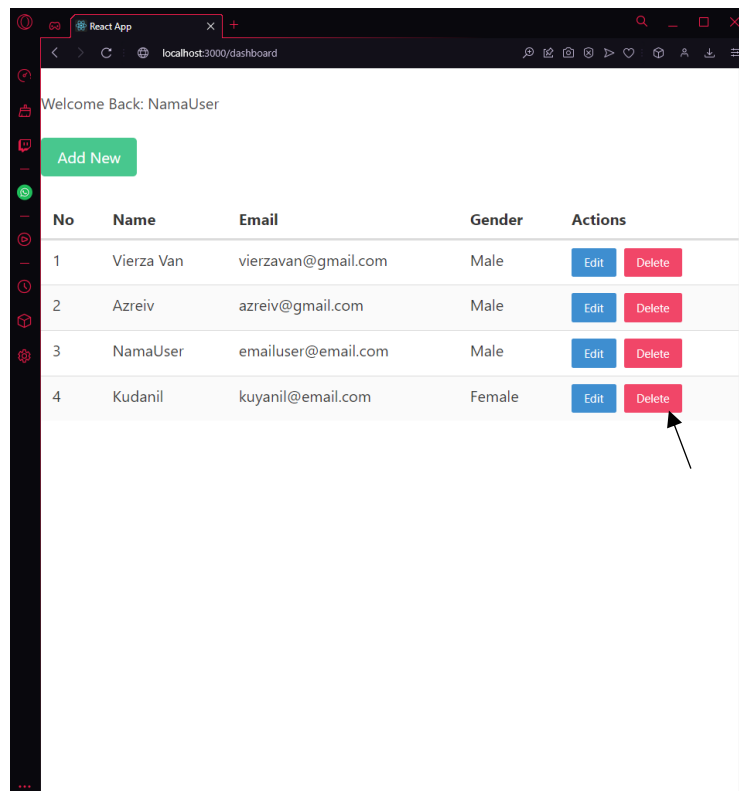 React App
localhost:3000/dashboard
Welcome Back: NamaUser
Add New
No Name Email Gender Actions
1 Vierza Van vierzavan@gmail.com Male Edit Delete
2 Azreiv azreiv@gmail.com Male Edit Delete
3 NamaUser emailuser@email.com Male Edit Delete
4 Kudanil kuyanil@email.com Female Edit Delete